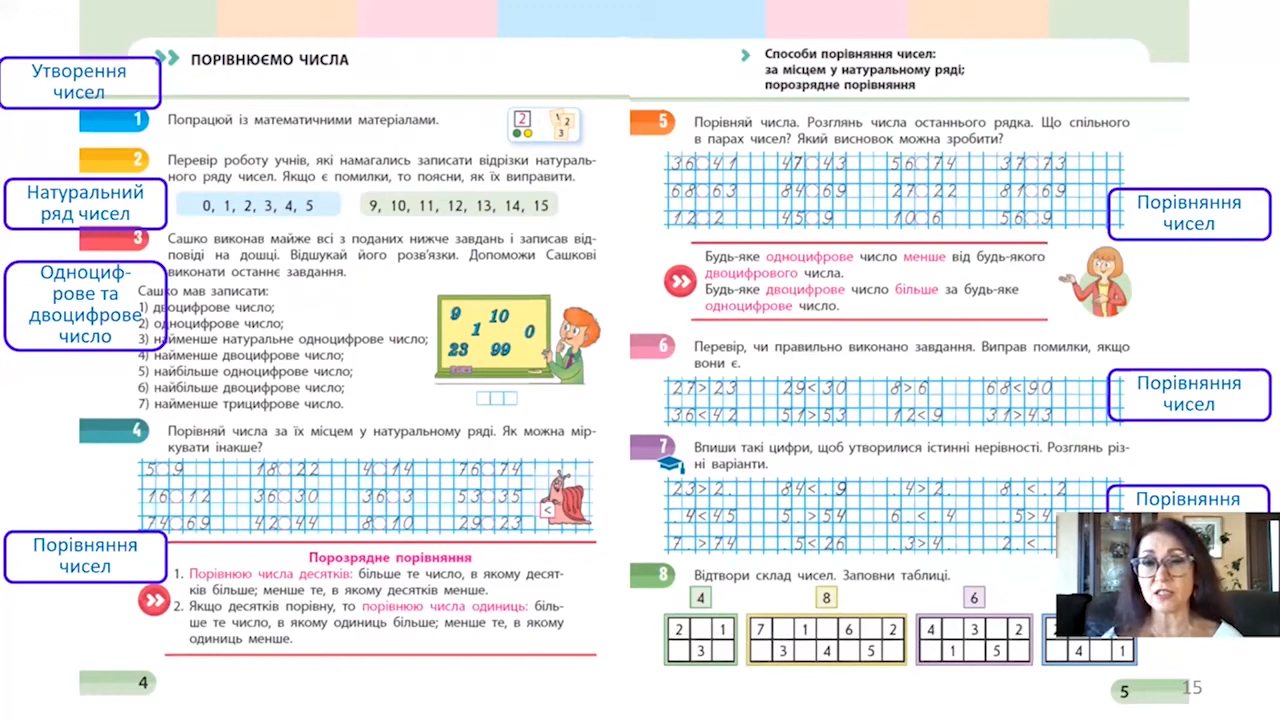 ПОРІВНЮЄМО ЧИСЛА
Утворення
чисел
1 Попрацюй із математичними матеріалами.
2
1 2
3
2 Перевір роботу учнів, які намагались записати відрізки натураль-
ного ряду чисел. Якщо є помилки, то поясни, як їх виправити.
Натуральний
ряд чисел
0, 1, 2, 3, 4, 5
9, 10, 11, 12, 13, 14, 15
3 Сашко виконав майже всі з поданих нижче завдань і записав від-
повіді на дошці. Відшукай його розв’язки. Допоможи Сашкові
виконати останнє завдання.
Одноциф-
рове та
двоцифрове
число
Сашко мав записати:
1) двоцифрове число;
2) одноцифрове число;
3) найменше натуральне одноцифрове число;
4) найменше двоцифрове число;
5) найбільше одноцифрове число;
6) найбільше двоцифрове число;
7) найменше трицифрове число.
9 10
1 0
23 99
4 Порівняй числа за їх місцем у натуральному ряді. Як можна мір-
кувати інакше?
5 9 18 22 4 14 76 74
16 12 36 30 36 3 53 35
74 69 42 44 8 10 29 23
<
Порівняння
чисел
Порозрядне порівняння
1. Порівнюю числа десятків: більше те число, в якому десят-
ків більше; менше те, в якому десятків менше.
2. Якщо десятків порівну, то порівнюю числа одиниць: біль-
ше те число, в якому одиниць більше; менше те, в якому
одиниць менше.
4
Способи порівняння чисел:
за місцем у натуральному ряді;
порозрядне порівняння
5 Порівняй числа. Розглянь числа останнього рядка. Що спільного
в парах чисел? Який висновок можна зробити?
36 41 47 43 56 74 37 73
68 63 84 69 27 22 81 69
12 2 45 9 10 6 56 9
Порівняння
чисел
Будь-яке одноцифрове число менше від будь-якого
двоцифрового числа.
Будь-яке двоцифрове число більше за будь-яке
одноцифрове число.
6 Перевір, чи правильно виконано завдання. Виправ помилки, якщо
вони є.
27>23 29<30 8>6 68<90
36<42 51>53 12<9 31>43
Порівняння
чисел
7 Впиши такі цифри, щоб утворилися істинні нерівності. Розглянь різ-
ні варіанти.
23>2. 84<.9 .4>2. 8.<.2
.4<45 5.>54 6.<.4 .5>4
7.>74 .5<26 .3>4. 2.<.
Порівняння
8 Відтвори склад чисел. Заповни таблиці.
4 8 6
2 1 7 1 6 2 4 3 2
3 3 4 5 1 5 4 1
5
15